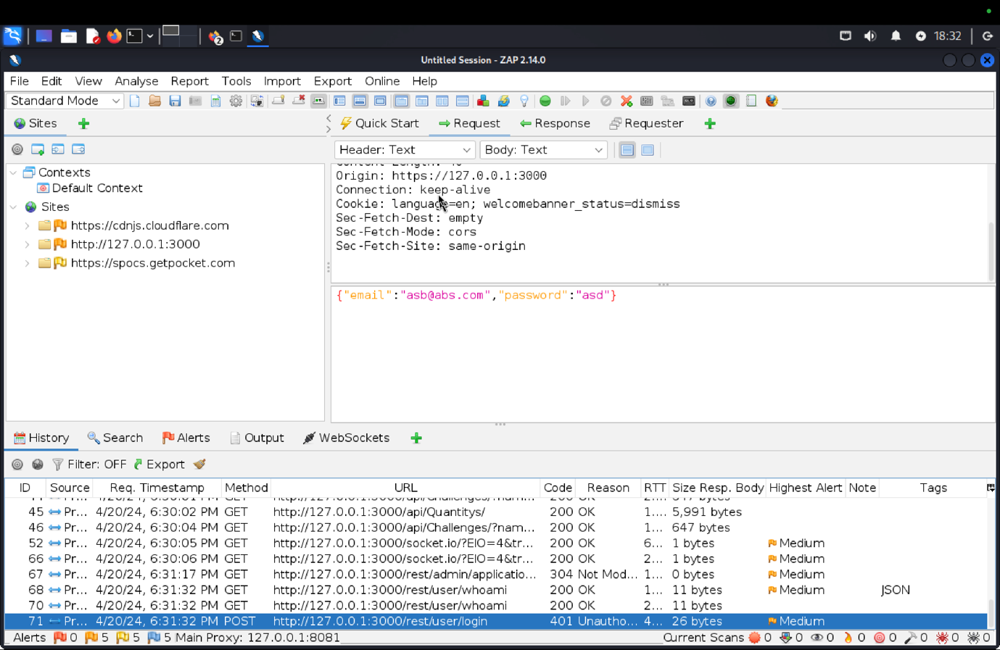 2
18:32
Untitled Session - ZAP 2.14.0
File Edit View Analyse Report Tools Import Export Online Help
Standard Mode
Sites
Quick Start Request Response Requester
Header: Text Body: Text
Contexts
Default Context
Sites
https://cdnjs.cloudflare.com
http://127.0.0.1:3000
https://spocs.getpocket.com
Origin: https://127.0.0.1:3000
Connection: keep-alive
Cookie: language=en; welcomebanner_status=dismiss
Sec-Fetch-Dest: empty
Sec-Fetch-Mode: cors
Sec-Fetch-Site: same-origin
{"email":"asb@abs.com","password":"asd"}
History Search Alerts Output WebSockets
Filter: OFF Export
ID Source Req. Timestamp Method URL Code Reason RTT Size Resp. Body Highest Alert Note Tags
45 Pr... 4/20/24, 6:30:02 PM GET http://127.0.0.1:3000/api/Quantitys/ 200 OK 1.... 5,991 bytes
46 Pr... 4/20/24, 6:30:04 PM GET http://127.0.0.1:3000/api/Challenges/?nam... 200 OK 1... 647 bytes
52 Pr... 4/20/24, 6:30:05 PM GET http://127.0.0.1:3000/socket.io/?EIO=4&tr... 200 OK 6... 1 bytes Medium
66 Pr... 4/20/24, 6:30:06 PM GET http://127.0.0.1:3000/socket.io/?EIO=4&tr... 200 OK 2... 1 bytes Medium
67 Pr... 4/20/24, 6:31:17 PM GET http://127.0.0.1:3000/rest/admin/applicatio... 304 Not Mod... 1... 0 bytes Medium
68 Pr... 4/20/24, 6:31:32 PM GET http://127.0.0.1:3000/rest/user/whoami 200 OK 1... 11 bytes Medium JSON
70 Pr... 4/20/24, 6:31:32 PM GET http://127.0.0.1:3000/rest/user/whoami 200 OK 2... 11 bytes
71 Pr... 4/20/24, 6:31:32 PM POST http://127.0.0.1:3000/rest/user/login 401 Unautho... 4... 26 bytes Medium
Alerts 0 5 5 5 Main Proxy: 127.0.0.1:8081 Current Scans 0 0 0 0 0 0 0 0